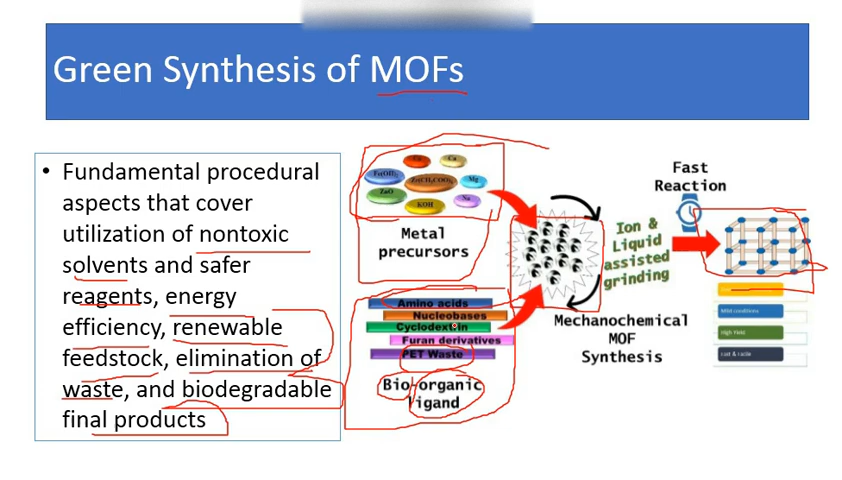 Green Synthesis of MOFs
• Fundamental procedural
aspects that cover
utilization of nontoxic
solvents and safer
reagents, energy
efficiency, renewable
feedstock, elimination of
waste, and biodegradable
final products
Ca
Mg
ZnO
Na
KOH
Metal
precursors
Amino acids
Nucleobases
Cyclodextrin
Furan derivatives
PET Waste
Bio-organic
ligand
Ion &
Liquid
assisted
grinding
Mechanochemical
MOF
Synthesis
Fast
Reaction
Mild conditions
High Yield